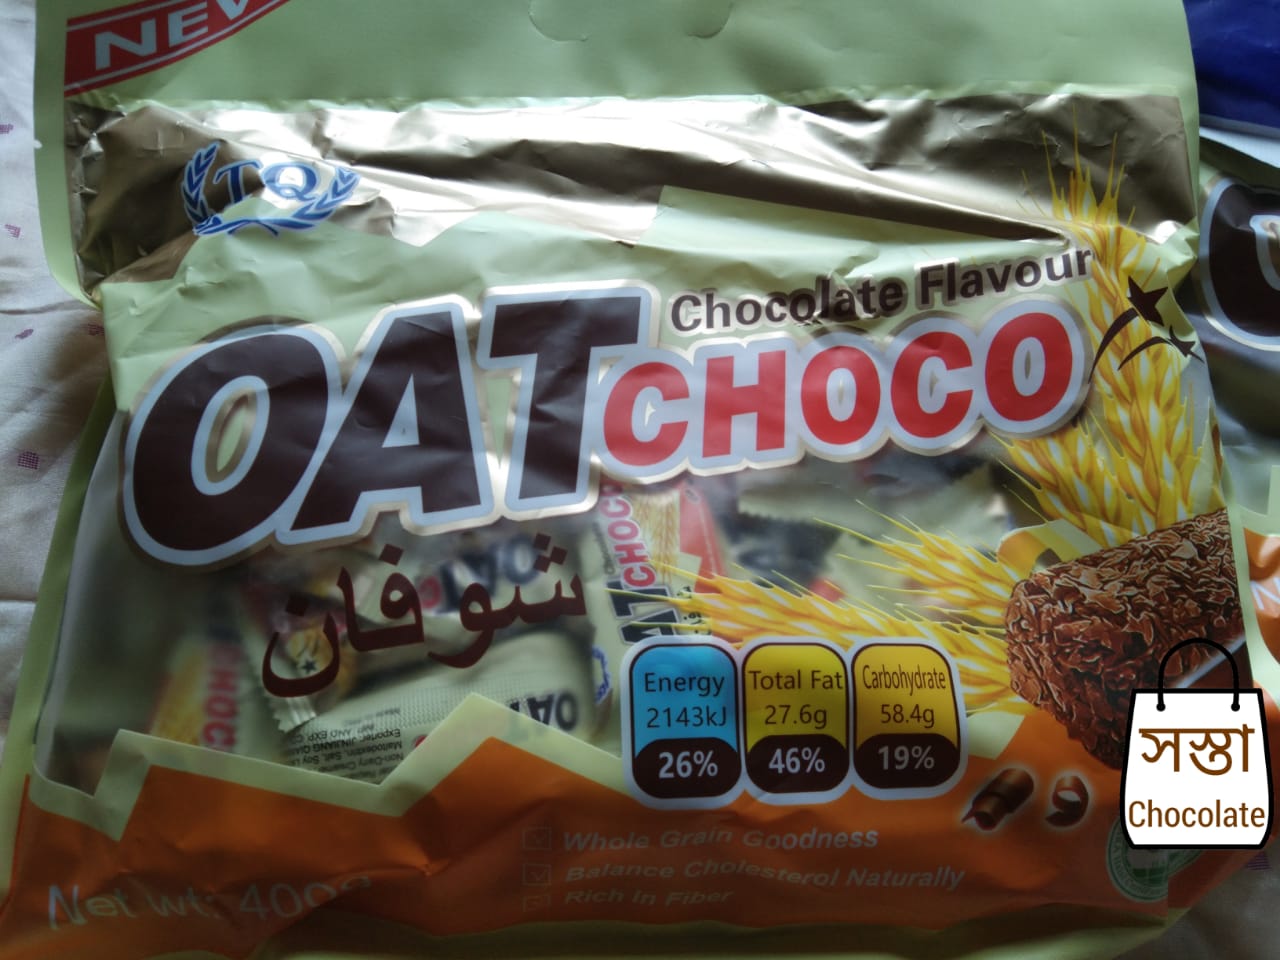 NEW
TQ
Chocolate Flavour
OAT CHOCO
شوفان
Energy
2143kJ
26%
Total Fat
27.6g
46%
Carbohydrate
58.4g
19%
Whole Grain Goodness
Balance Cholesterol Naturally
Rich In Fiber
Net wt: 400g
সস্তা
Chocolate